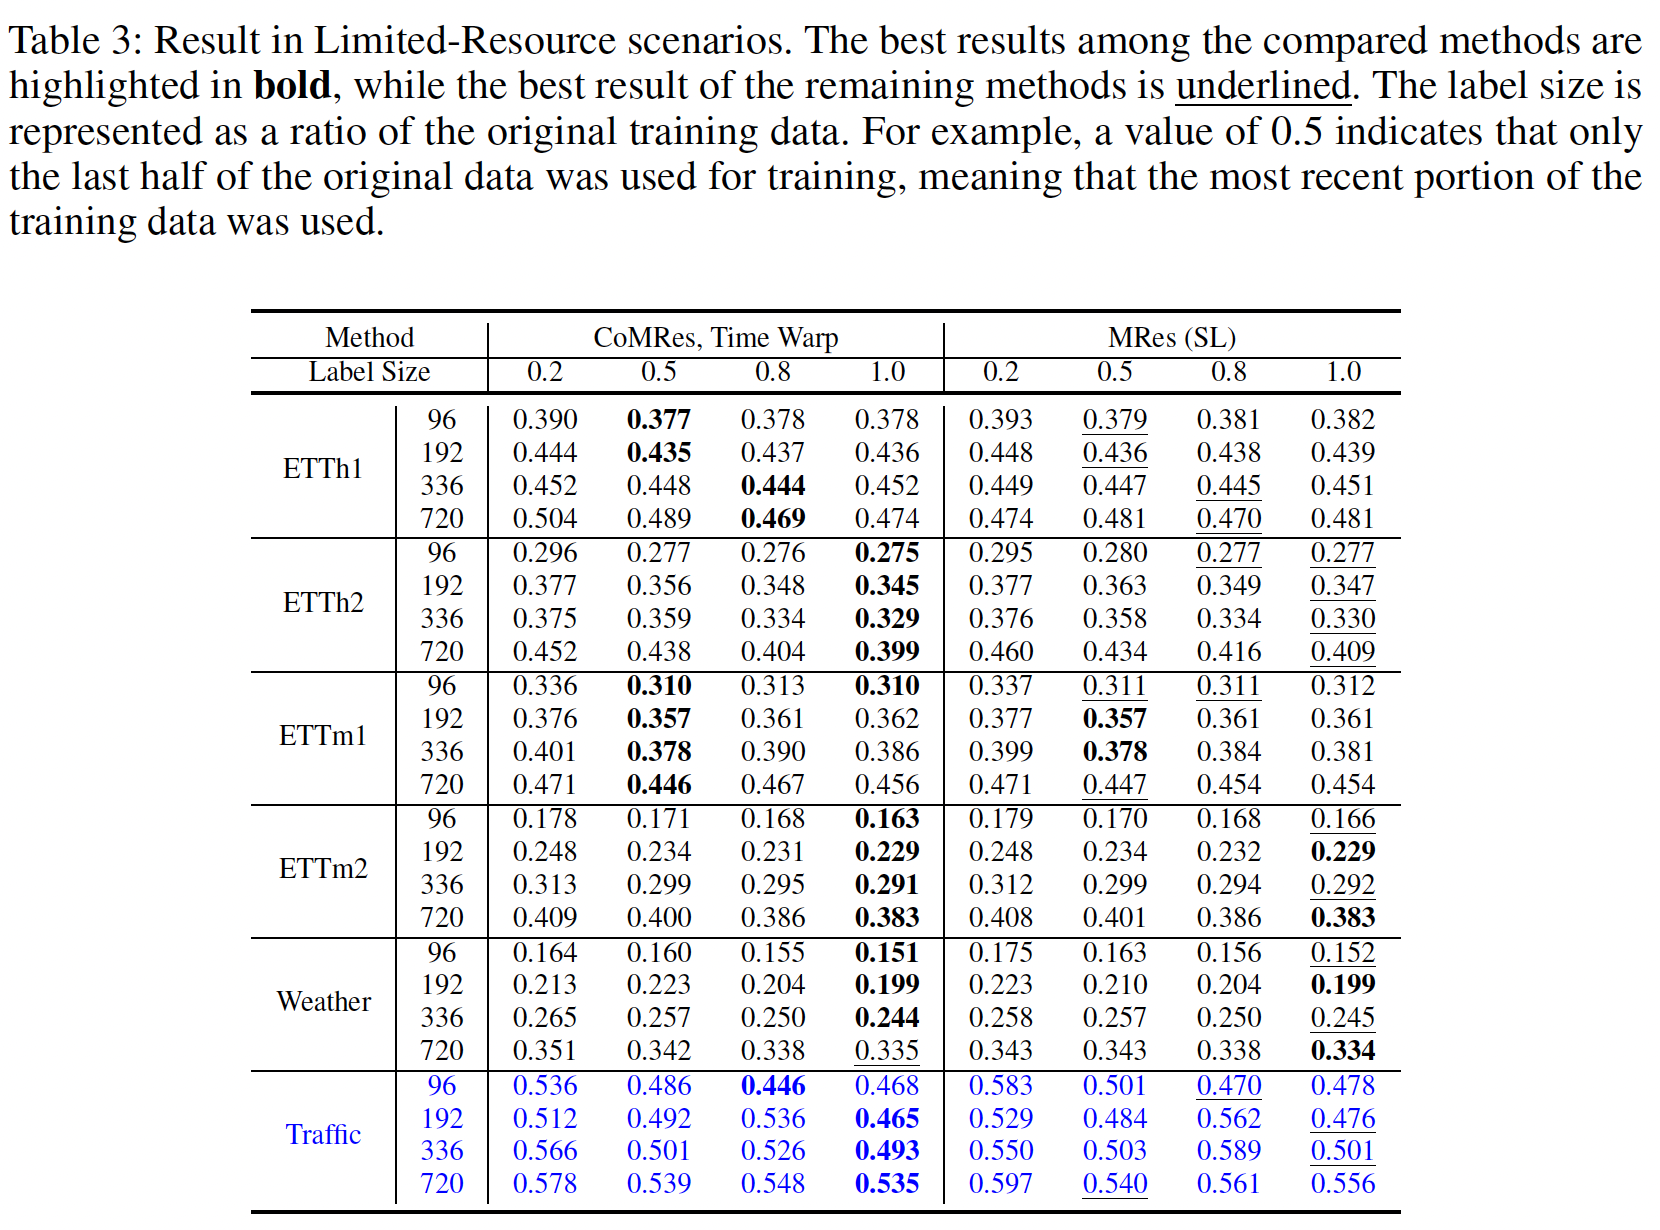 Table 3: Result in Limited-Resource scenarios. The best results among the compared methods are
highlighted in bold, while the best result of the remaining methods is underlined. The label size is
represented as a ratio of the original training data. For example, a value of 0.5 indicates that only
the last half of the original data was used for training, meaning that the most recent portion of the
training data was used.
Method CoMRes, Time Warp MRes (SL)
Label Size 0.2 0.5 0.8 1.0 0.2 0.5 0.8 1.0
ETTh1
96 0.390 0.377 0.378 0.378 0.393 0.379 0.381 0.382
192 0.444 0.435 0.437 0.436 0.448 0.436 0.438 0.439
336 0.452 0.448 0.444 0.452 0.449 0.447 0.445 0.451
720 0.504 0.489 0.469 0.474 0.474 0.481 0.470 0.481
ETTh2
96 0.296 0.277 0.276 0.275 0.295 0.280 0.277 0.277
192 0.377 0.356 0.348 0.345 0.377 0.363 0.349 0.347
336 0.375 0.359 0.334 0.329 0.376 0.358 0.334 0.330
720 0.452 0.438 0.404 0.399 0.460 0.434 0.416 0.409
ETTm1
96 0.336 0.310 0.313 0.310 0.337 0.311 0.311 0.312
192 0.376 0.357 0.361 0.362 0.377 0.357 0.361 0.361
336 0.401 0.378 0.390 0.386 0.399 0.378 0.384 0.381
720 0.471 0.446 0.467 0.456 0.471 0.447 0.454 0.454
ETTm2
96 0.178 0.171 0.168 0.163 0.179 0.170 0.168 0.166
192 0.248 0.234 0.231 0.229 0.248 0.234 0.232 0.229
336 0.313 0.299 0.295 0.291 0.312 0.299 0.294 0.292
720 0.409 0.400 0.386 0.383 0.408 0.401 0.386 0.383
Weather
96 0.164 0.160 0.155 0.151 0.175 0.163 0.156 0.152
192 0.213 0.223 0.204 0.199 0.223 0.210 0.204 0.199
336 0.265 0.257 0.250 0.244 0.258 0.257 0.250 0.245
720 0.351 0.342 0.338 0.335 0.343 0.343 0.338 0.334
Traffic
96 0.536 0.486 0.446 0.468 0.583 0.501 0.470 0.478
192 0.512 0.492 0.536 0.465 0.529 0.484 0.562 0.476
336 0.566 0.501 0.526 0.493 0.550 0.503 0.589 0.501
720 0.578 0.539 0.548 0.535 0.597 0.540 0.561 0.556